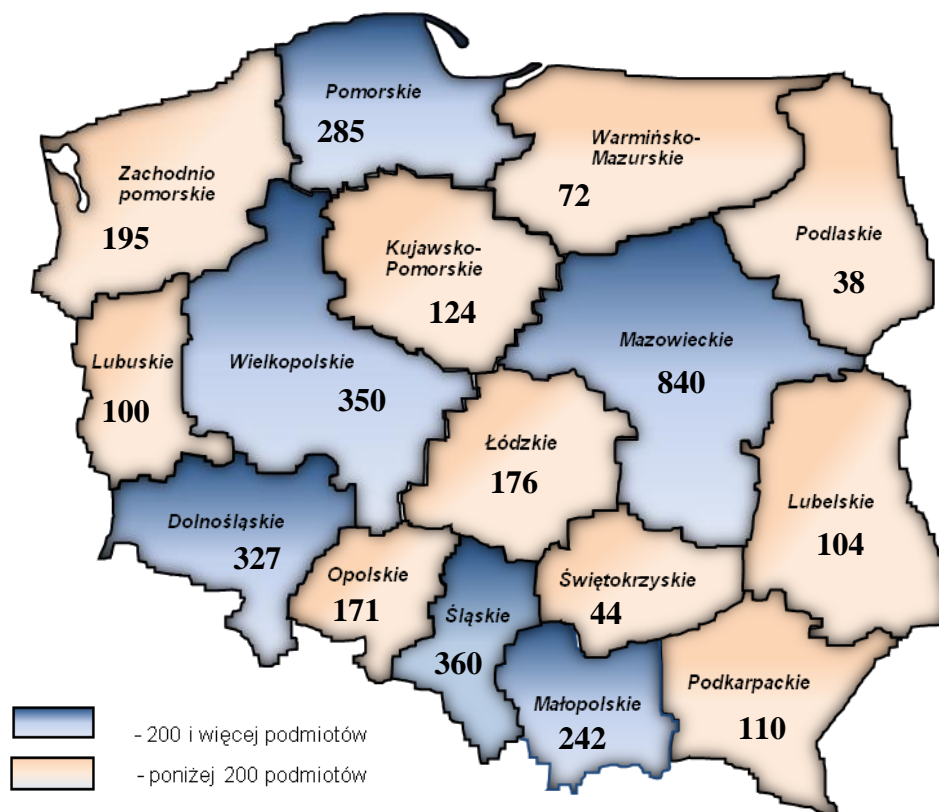 Pomorskie
285
Warmińsko-
Mazurskie
72
Zachodnio
pomorskie
195
Podlaskie
38
Kujawsko-
Pomorskie
124
Mazowieckie
840
Lubuskie
100
Wielkopolskie
350
Łódzkie
176
Lubelskie
104
Dolnośląskie
327
Opolskie
171
Śląskie
360
Świętokrzyskie
44
Małopolskie
242
Podkarpackie
110
- 200 i więcej podmiotów
- poniżej 200 podmiotów